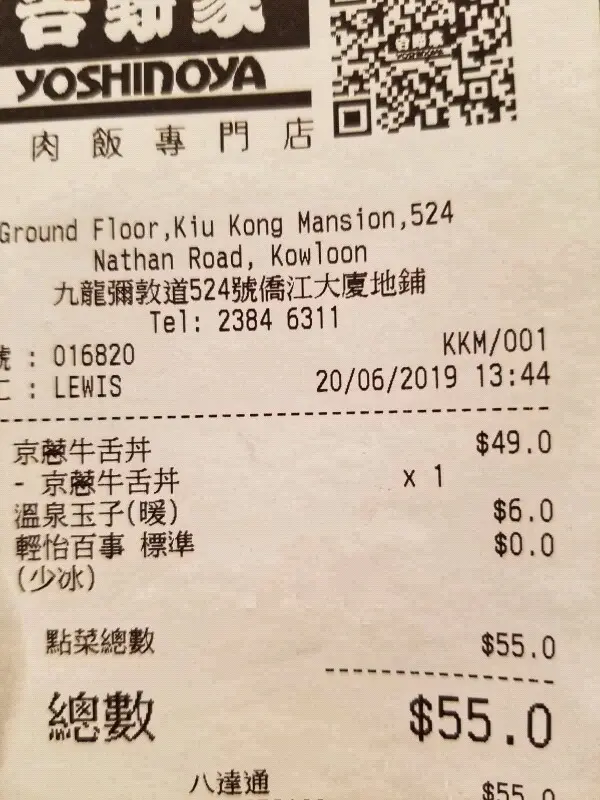 吉野家
YOSHINOYA
肉飯專門店
Ground Floor,Kiu Kong Mansion,524
Nathan Road, Kowloon
九龍彌敦道524號僑江大廈地鋪
Tel: 2384 6311
號 : 016820 KKM/001
: LEWIS 20/06/2019 13:44
京蔥牛舌丼 $49.0
- 京蔥牛舌丼 x 1
溫泉玉子(暖) $6.0
輕怡百事 標準 $0.0
(少冰)
點菜總數 $55.0
總數 $55.0
八達通 $55.0